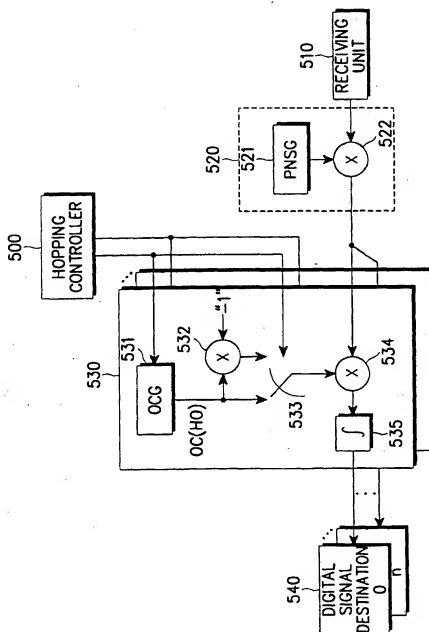 500
HOPPING
CONTROLLER
530
531
OCG
OC(HO)
532
X
"-1"
533
X
534
∫
535
520
521
PNSG
X
522
510
RECEIVING
UNIT
540
DIGITAL
SIGNAL
DESTINATION
0
n